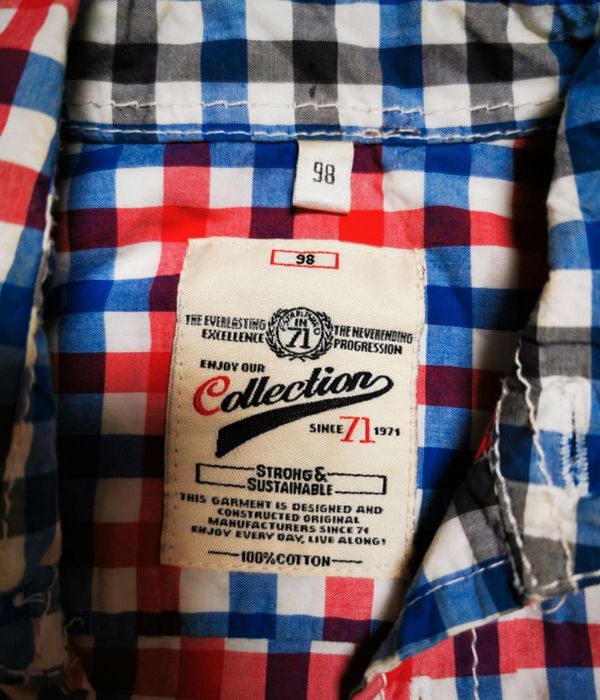 98
98
THE EVERLASTING
EXCELLENCE
ESTABLISHED
IN
71
THE NEVERENDING
PROGRESSION
ENJOY OUR
Collection
SINCE 71 1971
STRONG &
SUSTAINABLE
THIS GARMENT IS DESIGNED AND
CONSTRUCTED ORIGINAL
MANUFACTURERS SINCE 71
ENJOY EVERY DAY, LIVE ALONG!
100% COTTON